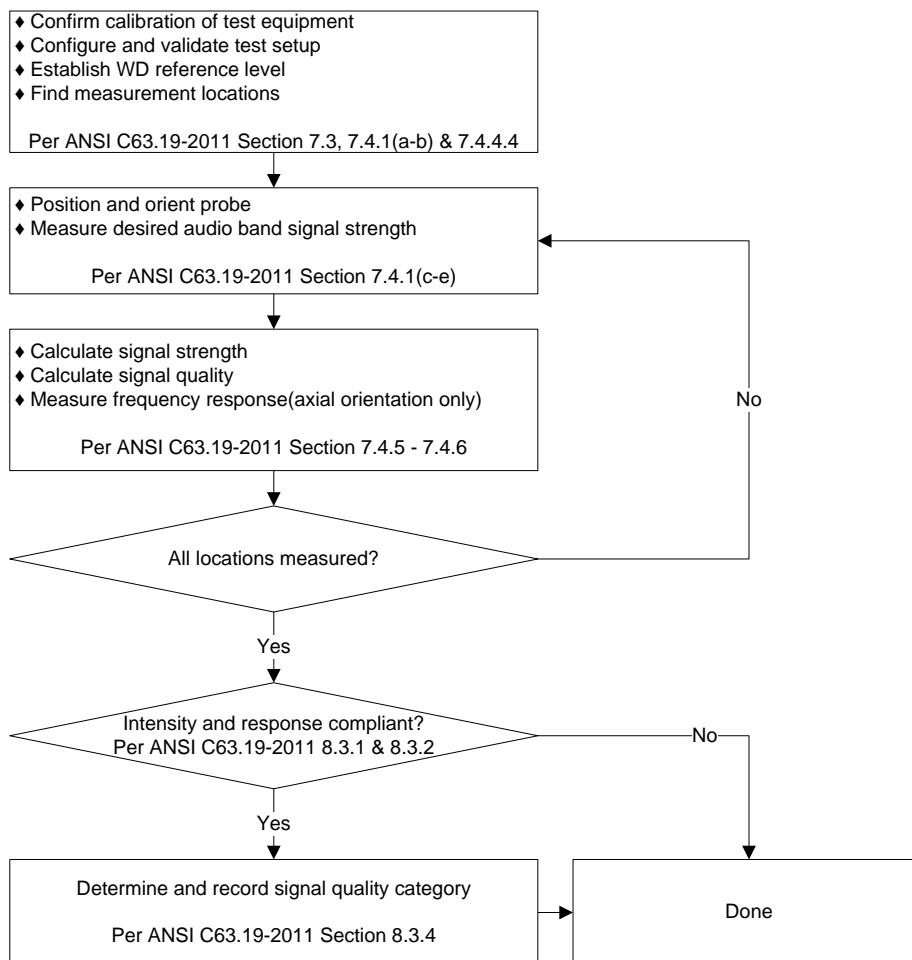 ♦ Confirm calibration of test equipment
♦ Configure and validate test setup
♦ Establish WD reference level
♦ Find measurement locations
Per ANSI C63.19-2011 Section 7.3, 7.4.1(a-b) & 7.4.4.4
♦ Position and orient probe
♦ Measure desired audio band signal strength
Per ANSI C63.19-2011 Section 7.4.1(c-e)
♦ Calculate signal strength
♦ Calculate signal quality
♦ Measure frequency response(axial orientation only)
Per ANSI C63.19-2011 Section 7.4.5 - 7.4.6
No
All locations measured?
Yes
Intensity and response compliant?
Per ANSI C63.19-2011 8.3.1 & 8.3.2
No
Yes
Determine and record signal quality category
Per ANSI C63.19-2011 Section 8.3.4
Done